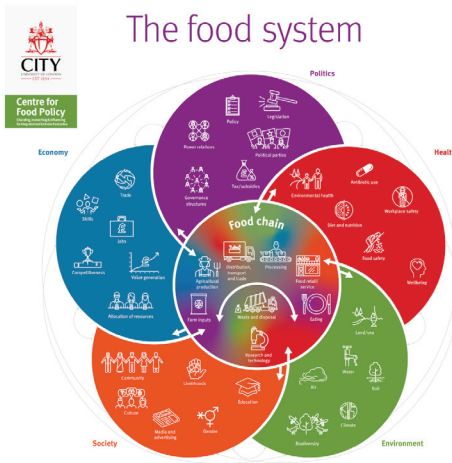 The food system
CITY
UNIVERSITY OF LONDON
EST 1894
Centre for
Food Policy
Politics
Policy
Legislation
Power relations
Political parties
Governance
structures
Tax/subsidies
Economy
Trade
Skills
Jobs
Competitiveness
Value generation
Allocation of resources
Healt
Antibiotic use
Environmental health
Workplace safety
Diet and nutrition
Food safety
Wellbeing
Food chain
Agricultural
production
Distribution,
transport
and trade
Processing
Food retail/
service
Farm inputs
Waste and disposal
Eating
Research and
technology
Society
Community
Livelihoods
Culture
Education
Media and
advertising
Gender
Environment
Land/sea
Water
Air
Soil
Biodiversity
Climate